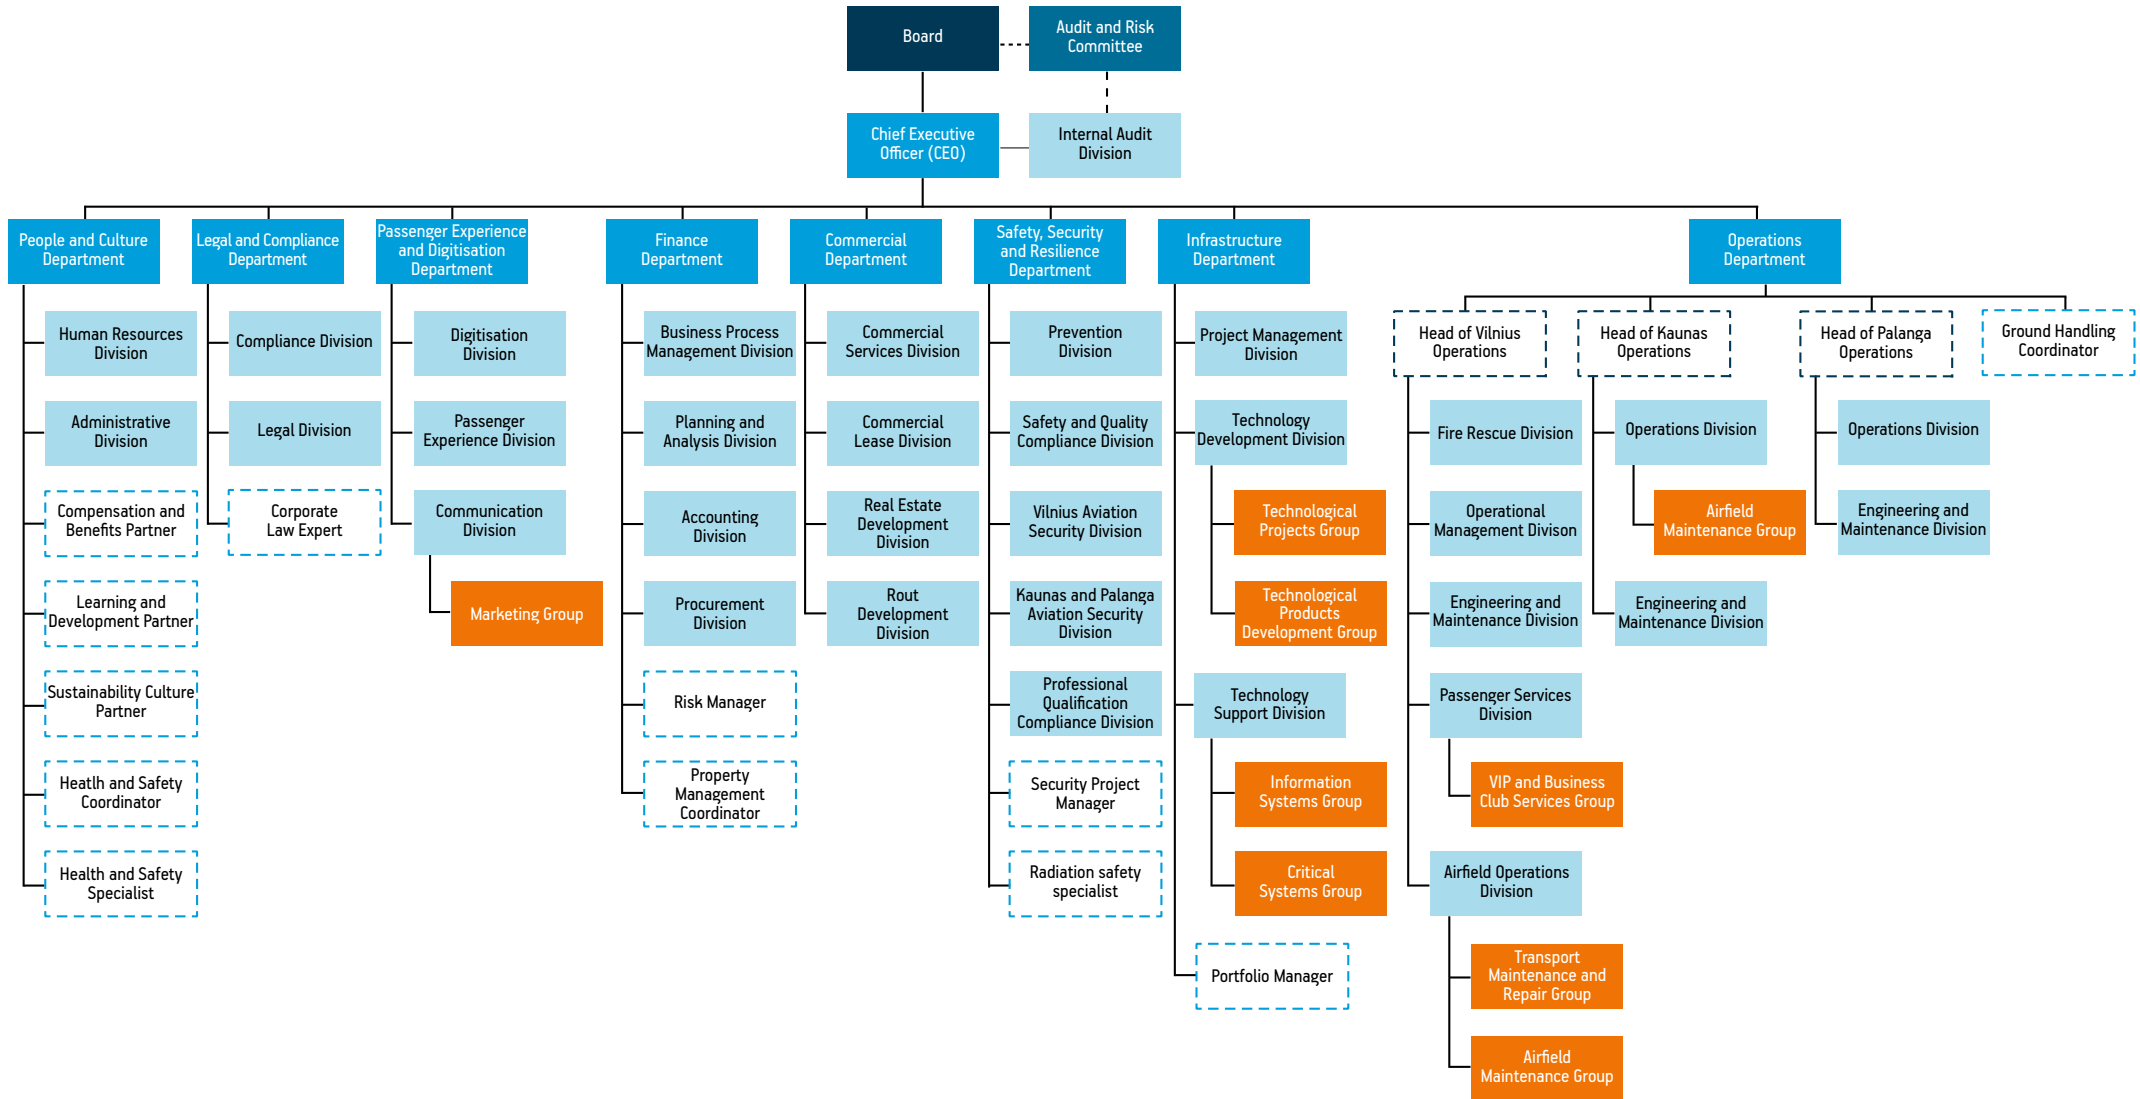 Board
Audit and Risk
Committee
Chief Executive
Officer (CEO)
Internal Audit
Division
People and Culture
Department
Legal and Compliance
Department
Passenger Experience
and Digitisation
Department
Finance
Department
Commercial
Department
Safety, Security
and Resilience
Department
Infrastructure
Department
Operations
Department
Human Resources
Division
Administrative
Division
Compensation and
Benefits Partner
Learning and
Development Partner
Sustainability Culture
Partner
Heatlh and Safety
Coordinator
Health and Safety
Specialist
Compliance Division
Legal Division
Corporate
Law Expert
Digitisation
Division
Passenger
Experience Division
Communication
Division
Marketing Group
Business Process
Management Division
Planning and
Analysis Division
Accounting
Division
Procurement
Division
Risk Manager
Property
Management
Coordinator
Commercial
Services Division
Commercial
Lease Division
Real Estate
Development
Division
Rout
Development
Division
Prevention
Division
Safety and Quality
Compliance Division
Vilnius Aviation
Security Division
Kaunas and Palanga
Aviation Security
Division
Professional
Qualification
Compliance Division
Security Project
Manager
Radiation safety
specialist
Project Management
Division
Technology
Development Division
Technological
Projects Group
Technological
Products
Development Group
Technology
Support Division
Information
Systems Group
Critical
Systems Group
Portfolio Manager
Head of Vilnius
Operations
Fire Rescue Division
Operational
Management Divison
Engineering and
Maintenance Division
Passenger Services
Division
VIP and Business
Club Services Group
Airfield Operations
Division
Transport
Maintenance and
Repair Group
Airfield
Maintenance Group
Head of Kaunas
Operations
Operations Division
Airfield
Maintenance Group
Engineering and
Maintenance Division
Head of Palanga
Operations
Operations Division
Engineering and
Maintenance Division
Ground Handling
Coordinator